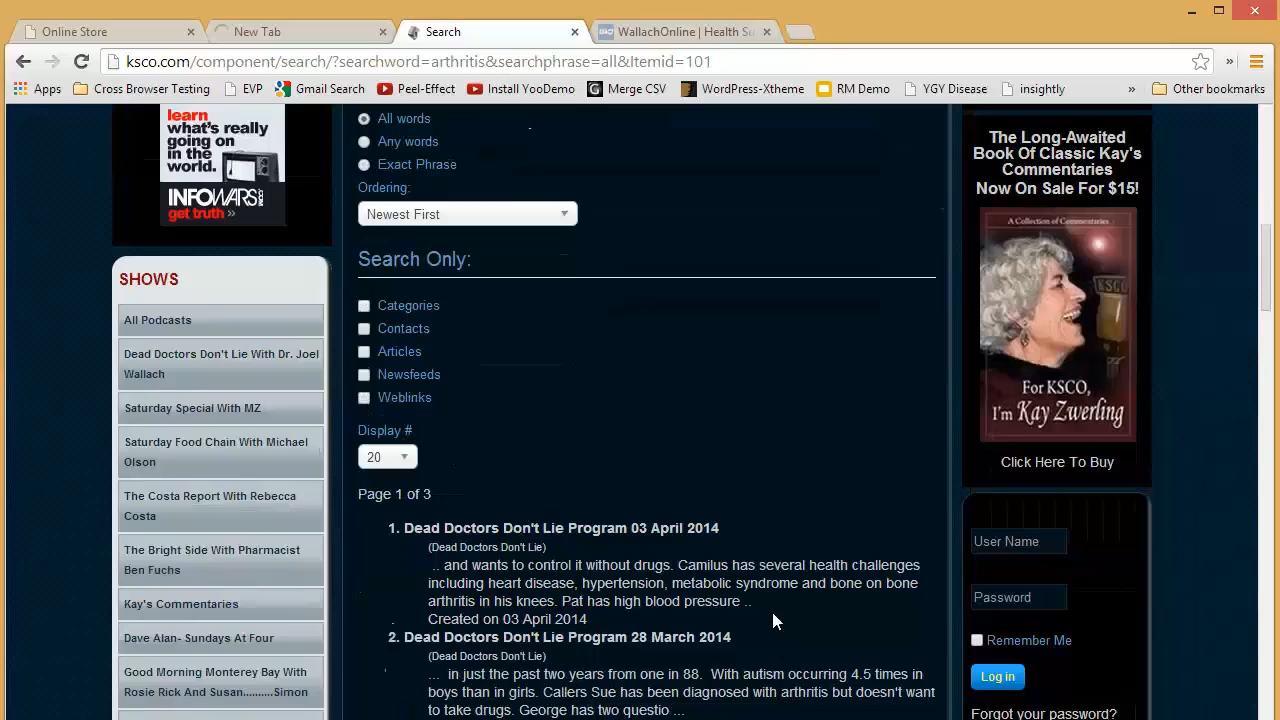 Online Store
New Tab
Search
WallachOnline | Health Su
ksco.com/component/search/?searchword=arthritis&searchphrase=all&Itemid=101
Apps
Cross Browser Testing
EVP
Gmail Search
Peel-Effect
Install YooDemo
Merge CSV
WordPress-Xtheme
RM Demo
YGY Disease
insightly
»
Other bookmarks
learn
what's really
going on
in the world.
INFOWARS
get truth »
SHOWS
All Podcasts
Dead Doctors Don't Lie With Dr. Joel
Wallach
Saturday Special With MZ
Saturday Food Chain With Michael
Olson
The Costa Report With Rebecca
Costa
The Bright Side With Pharmacist
Ben Fuchs
Kay's Commentaries
Dave Alan- Sundays At Four
Good Morning Monterey Bay With
Rosie Rick And Susan..........Simon
All words
Any words
Exact Phrase
Ordering:
Newest First
Search Only:
Categories
Contacts
Articles
Newsfeeds
Weblinks
Display #
20
Page 1 of 3
1. Dead Doctors Don't Lie Program 03 April 2014
(Dead Doctors Don't Lie)
.. and wants to control it without drugs. Camilus has several health challenges
including heart disease, hypertension, metabolic syndrome and bone on bone
arthritis in his knees. Pat has high blood pressure ..
Created on 03 April 2014
2. Dead Doctors Don't Lie Program 28 March 2014
(Dead Doctors Don't Lie)
... in just the past two years from one in 88. With autism occurring 4.5 times in
boys than in girls. Callers Sue has been diagnosed with arthritis but doesn't want
to take drugs. George has two questio ...
The Long-Awaited
Book Of Classic Kay's
Commentaries
Now On Sale For $15!
A Collection of Commentaries
KSCO
For KSCO,
I'm Kay Zwerling
Click Here To Buy
User Name
Password
Remember Me
Log in
Forgot your password?